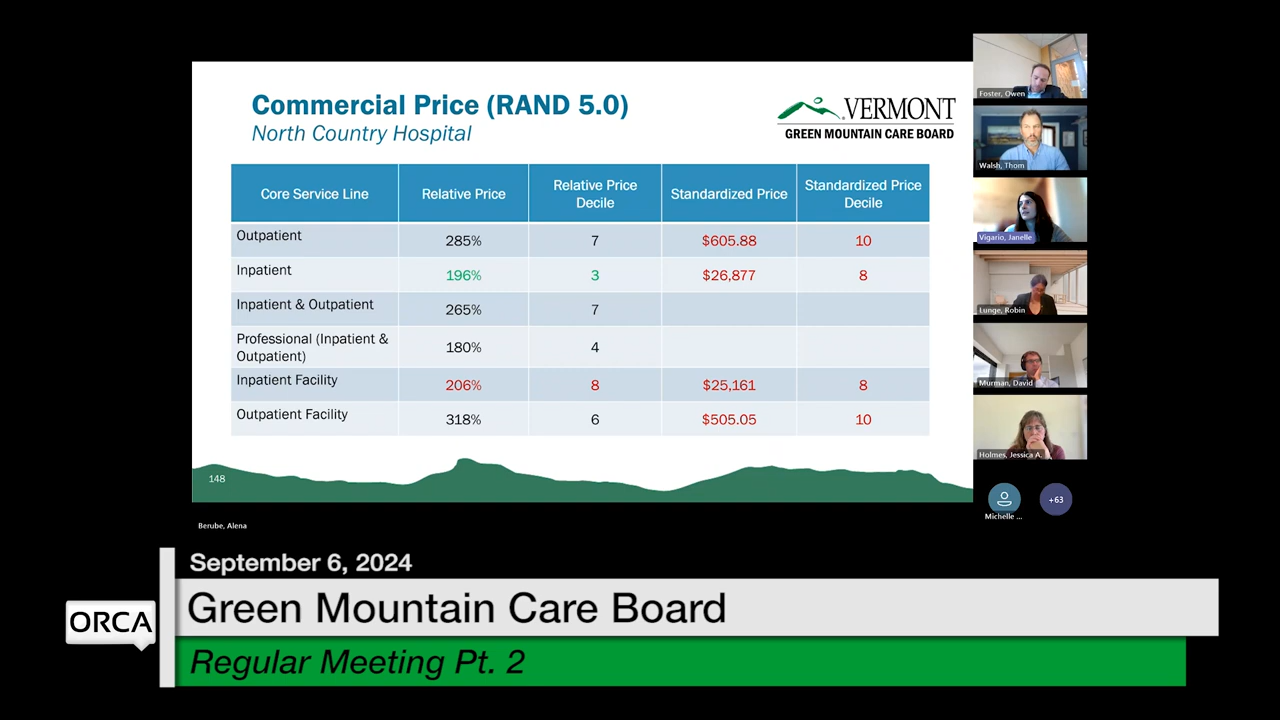 Commercial Price (RAND 5.0)
North Country Hospital
VERMONT
GREEN MOUNTAIN CARE BOARD
Core Service Line
Relative Price
Relative Price
Decile
Standardized Price
Standardized Price
Decile
Outpatient
285%
7
$605.88
10
Inpatient
196%
3
$26,877
8
Inpatient & Outpatient
265%
7
Professional (Inpatient &
Outpatient)
180%
4
Inpatient Facility
206%
8
$25,161
8
Outpatient Facility
318%
6
$505.05
10
148
Berube, Alena
Foster, Owen
Walsh, Thom
Vigario, Janelle
Lunge, Robin
Murman, David
Holmes, Jessica A.
Michelle ...
+63
September 6, 2024
ORCA
Green Mountain Care Board
Regular Meeting Pt. 2